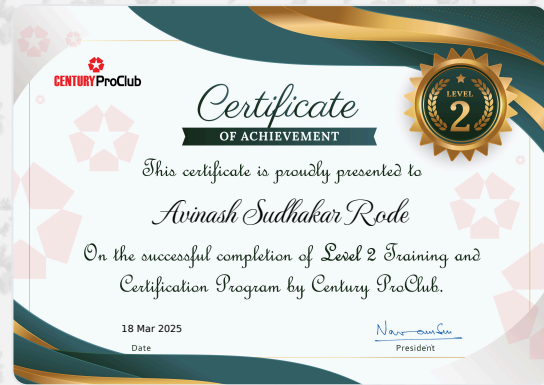 CENTURY ProClub
LEVEL
2
Certificate
OF ACHIEVEMENT
This certificate is proudly presented to
Avinash Sudhakar Rode
On the successful completion of Level 2 Training and
Certification Program by Century ProClub.
18 Mar 2025
Date
President